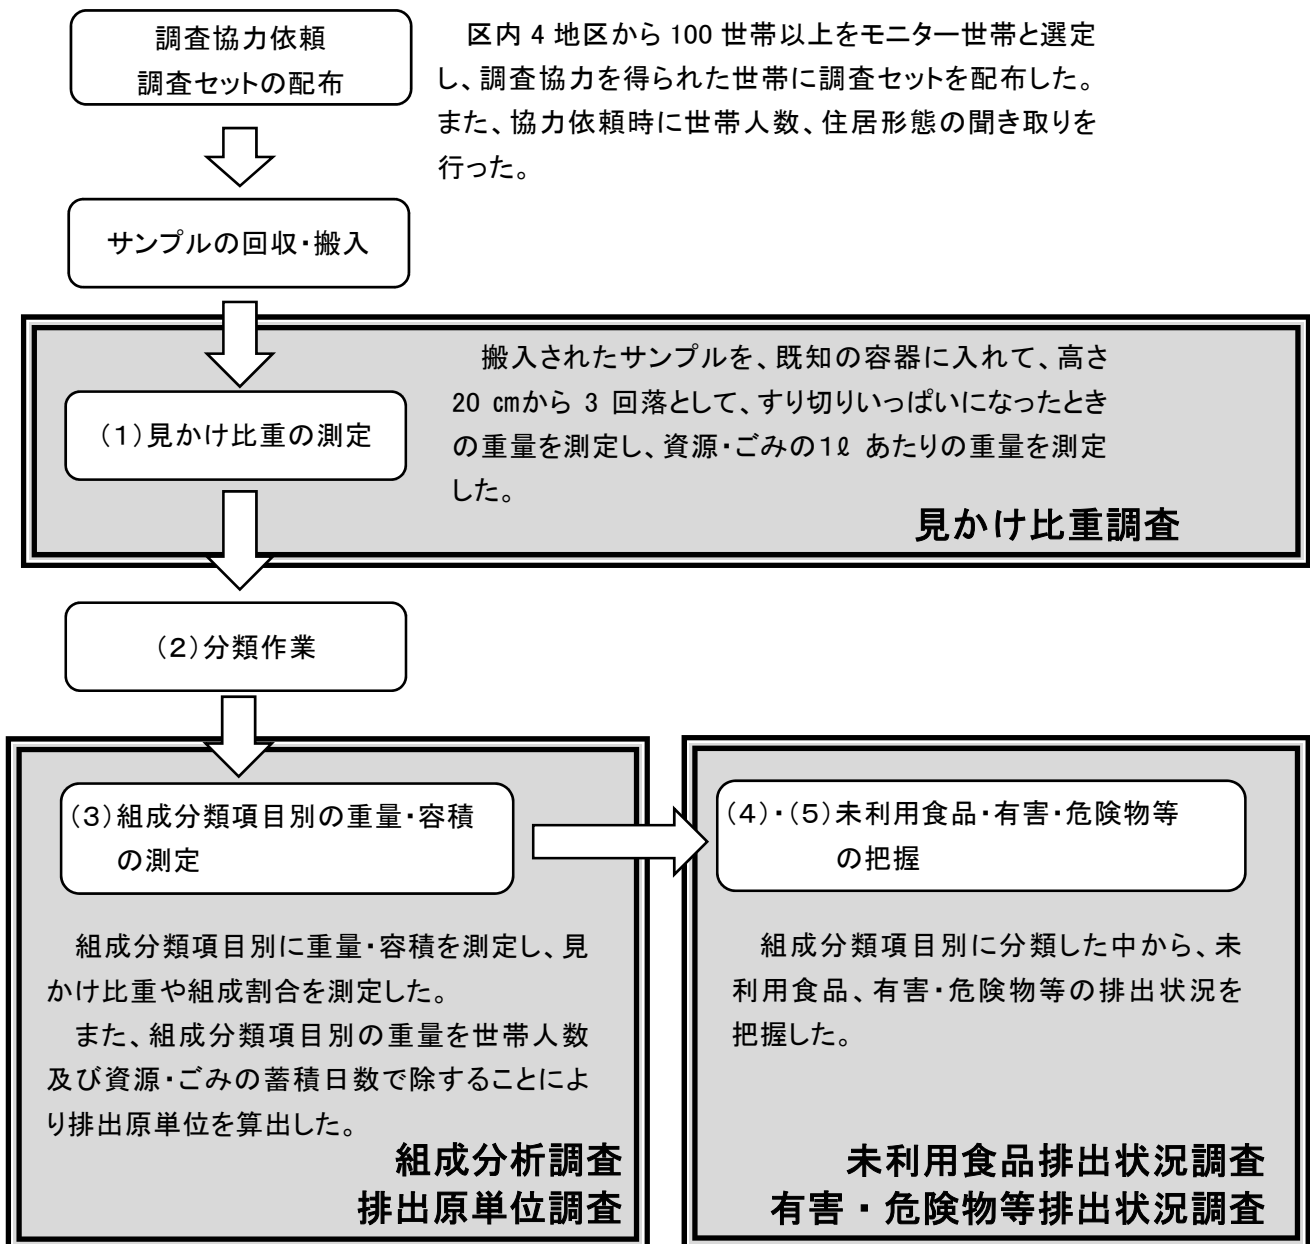 調査協力依頼
調査セットの配布
区内4地区から100世帯以上をモニター世帯と選定
し、調査協力を得られた世帯に調査セットを配布した。
また、協力依頼時に世帯人数、住居形態の聞き取りを
行った。
サンプルの回収・搬入
(1)見かけ比重の測定
搬入されたサンプルを、既知の容器に入れて、高さ
20 ㎝から 3 回落として、すり切りいっぱいになったとき
の重量を測定し、資源・ごみの1ℓ あたりの重量を測定
した。
見かけ比重調査
(2)分類作業
(3)組成分類項目別の重量・容積
の測定
組成分類項目別に重量・容積を測定し、見
かけ比重や組成割合を測定した。
また、組成分類項目別の重量を世帯人数
及び資源・ごみの蓄積日数で除することによ
り排出原単位を算出した。
組成分析調査
排出原単位調査
(4)・(5)未利用食品・有害・危険物等
の把握
組成分類項目別に分類した中から、未
利用食品、有害・危険物等の排出状況を
把握した。
未利用食品排出状況調査
有害・危険物等排出状況調査